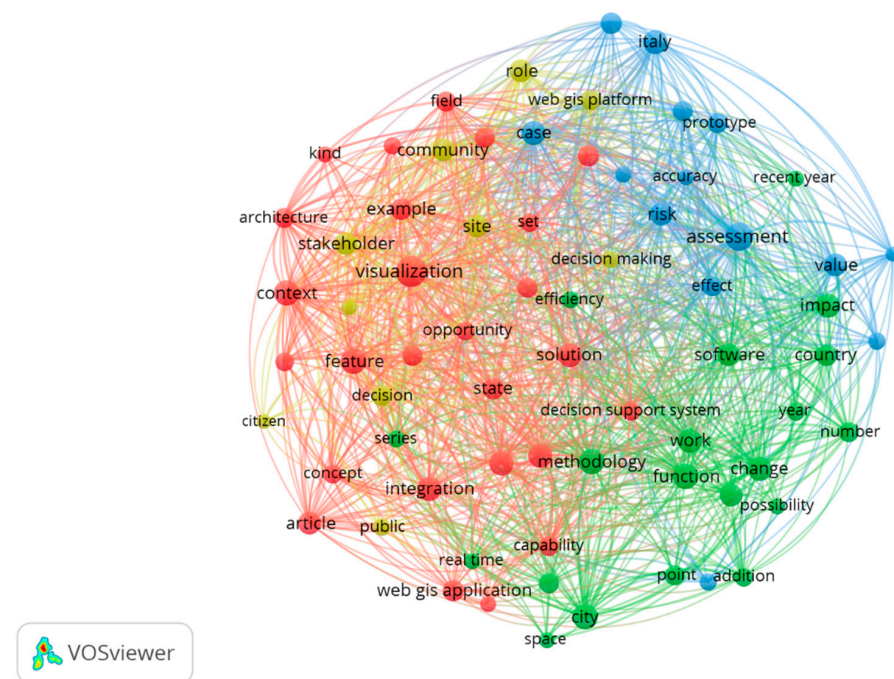 italy
role
web gis platform
field
prototype
case
community
kind
accuracy
recent year
example
architecture
set
risk
site
assessment
stakeholder
decision making
value
visualization
effect
context
efficiency
impact
opportunity
solution
software
country
feature
state
decision
decision support system
year
citizen
number
series
work
methodology
change
concept
function
integration
possibility
article
public
capability
real time
point
addition
web gis application
city
space
VOSviewer